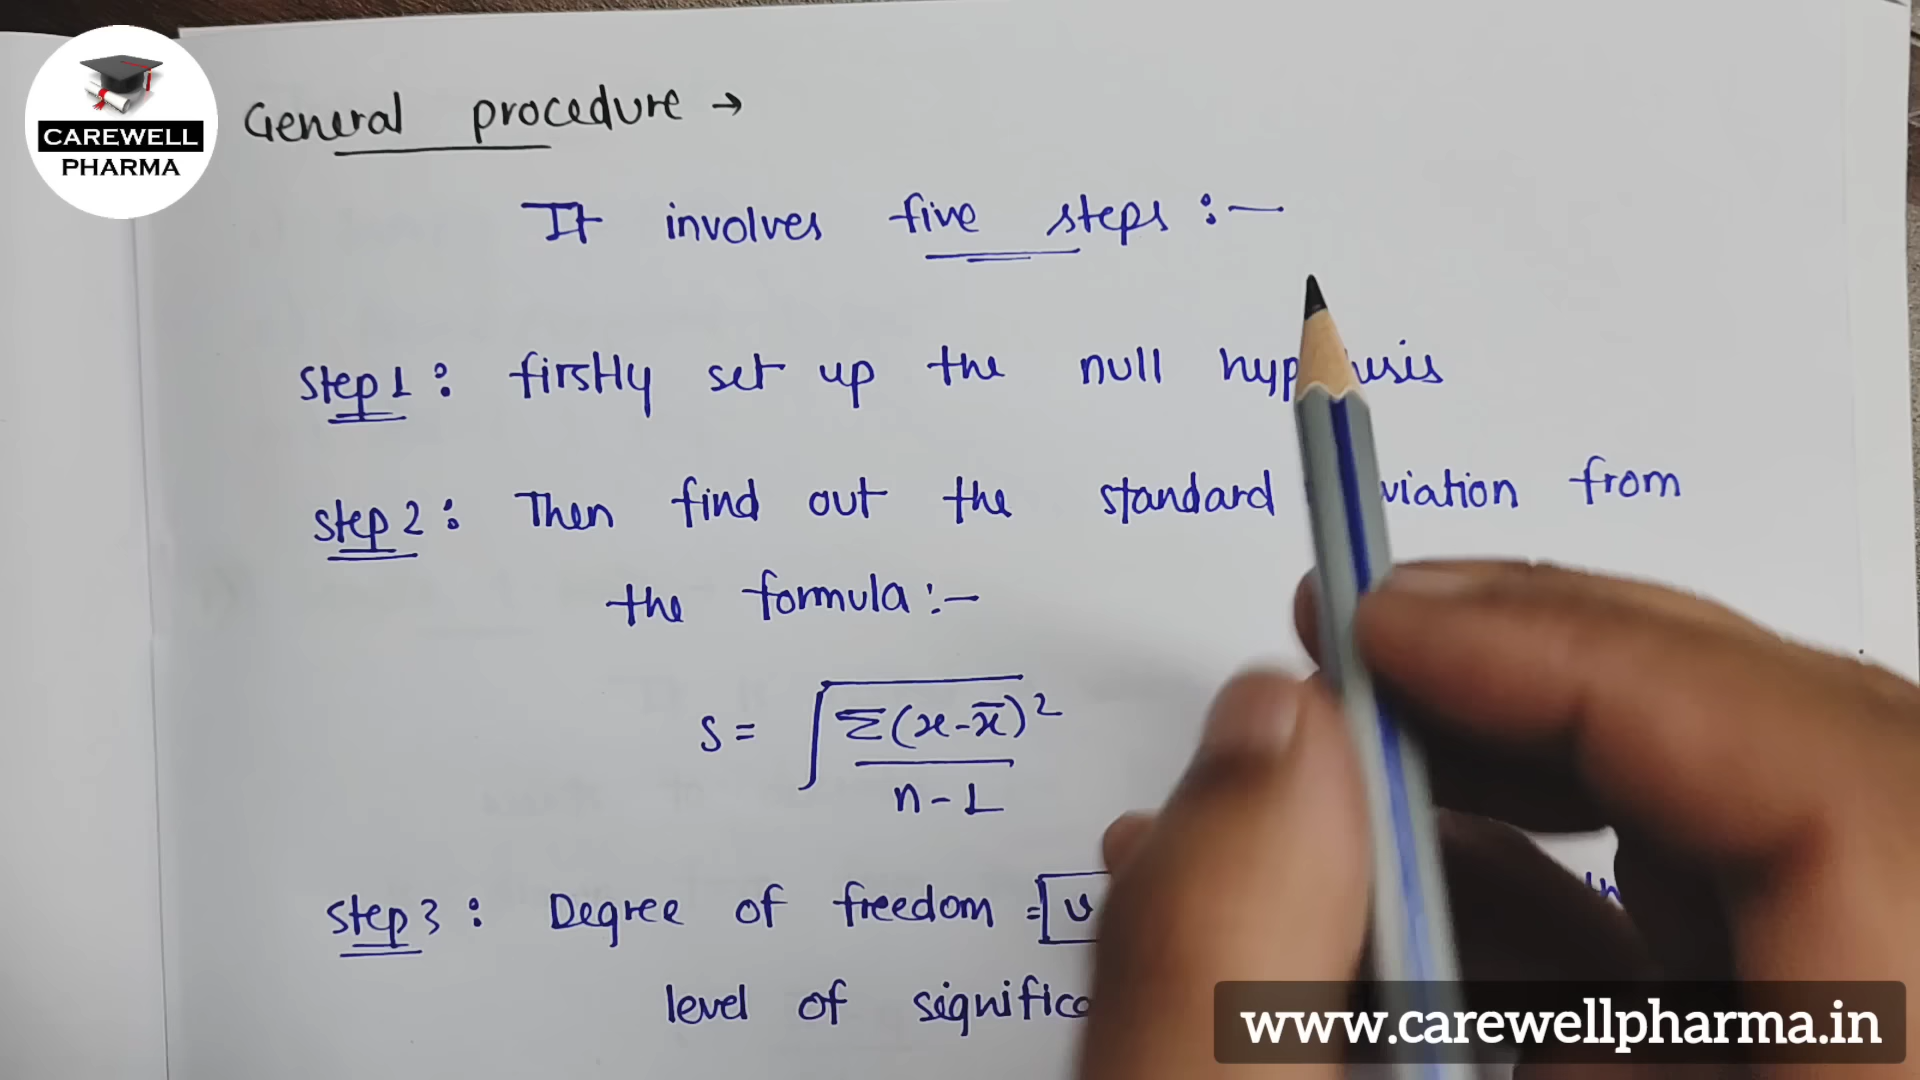 CAREWELL
PHARMA
General procedure →
It involves five steps :-
Step 1 : firstly set up the null
Step 2 : Then find out the standard from
the formula :-
S = √Σ(x-x̄)²
n-1
Step 3 : Degree of freedom = v
level of
www.carewellpharma.in